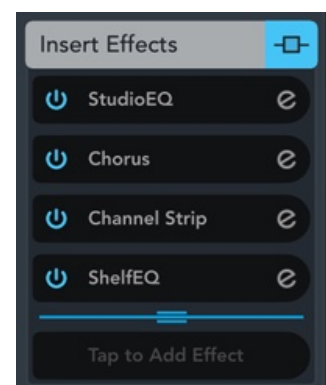 Insert Effects
StudioEQ e
Chorus e
Channel Strip e
ShelfEQ e
Tap to Add Effect